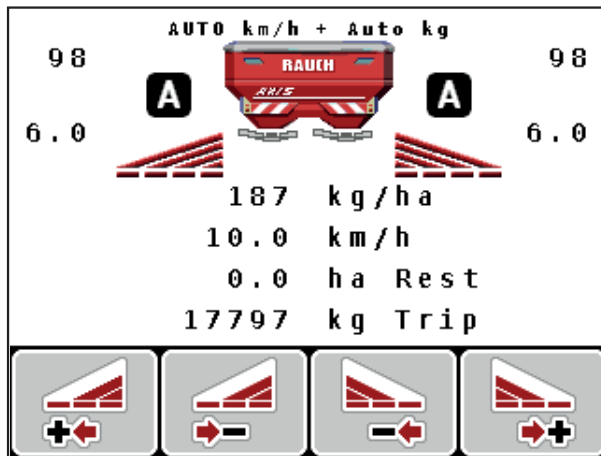 AUTO km/h + Auto kg
98 98
RAUCH
A AXIS A
6.0 6.0
187 kg/ha
10.0 km/h
0.0 ha Rest
17797 kg Trip